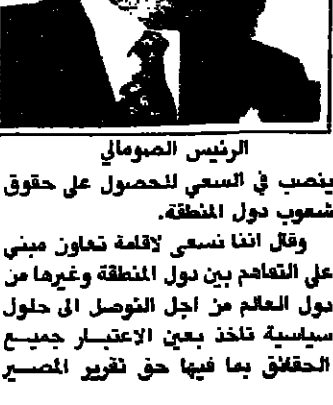 الرئيس الصومالي
ينصب في السعي للحصول على حقوق
شعوب دول المنطقة.
وقال اننا نسعى لاقامة تعاون مبني
على التفاهم بين دول المنطقة وغيرها من
دول العالم من اجل التوصل الى حلول
سياسية تاخذ بعين الاعتبار جميع
الحقائق بما فيها حق تقرير المصير